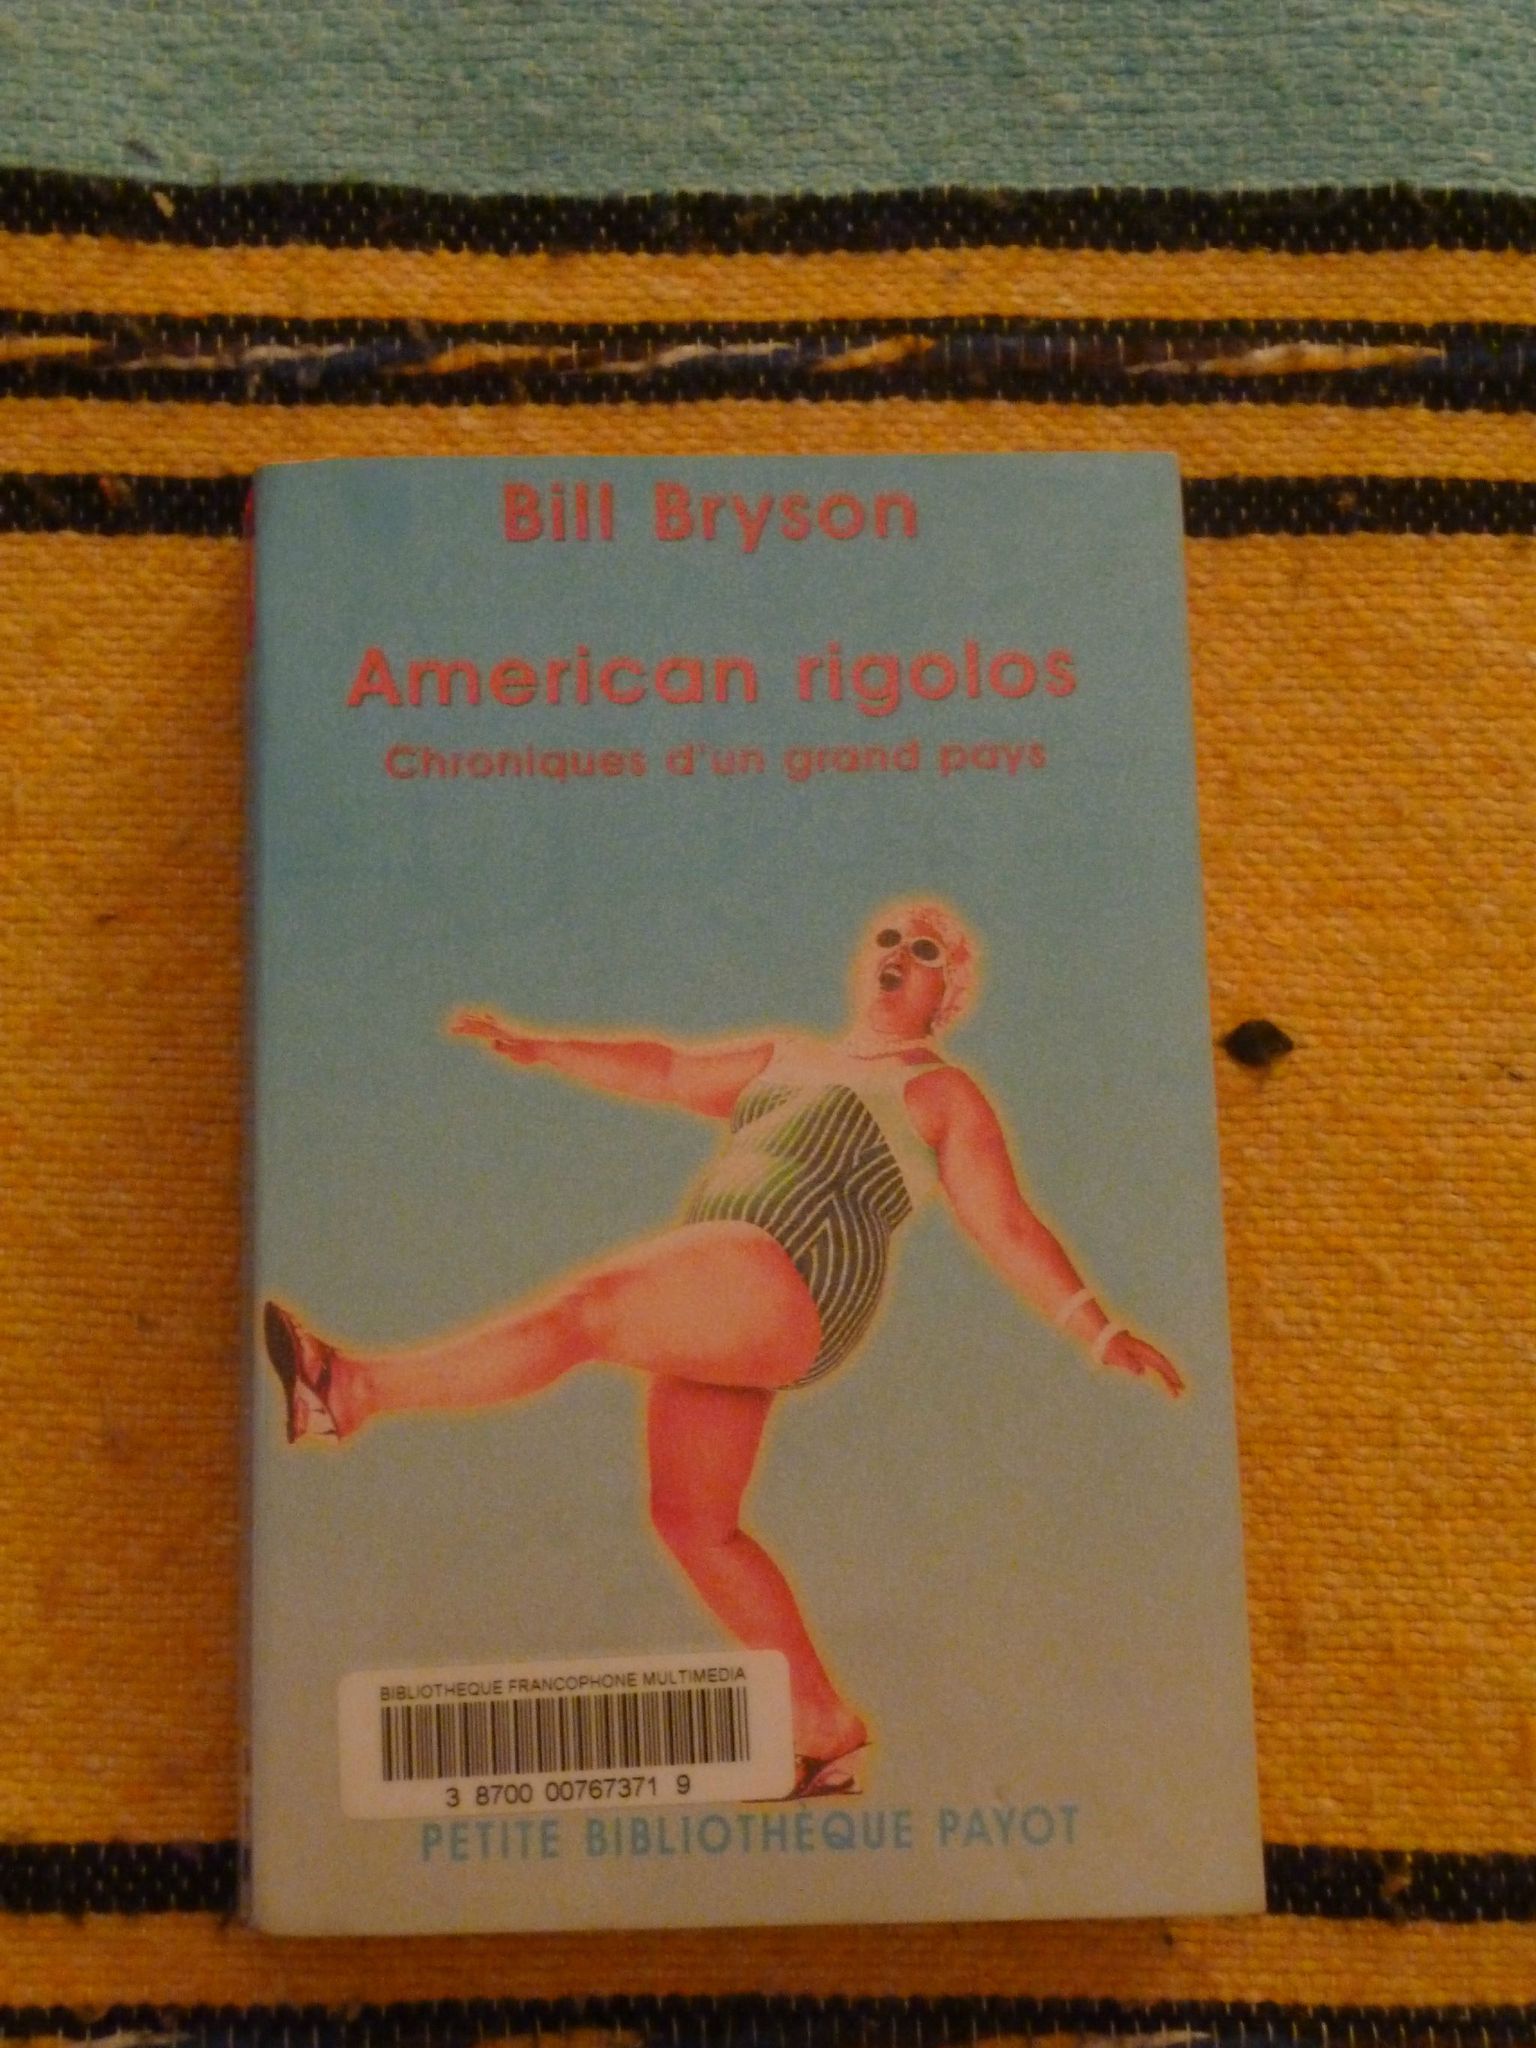 Bill Bryson
American rigolos
Chroniques d'un grand pays
BIBLIOTHEQUE FRANCOPHONE MULTIMEDIA
3 8700 00767371 9
PETITE BIBLIOTHÈQUE PAYOT